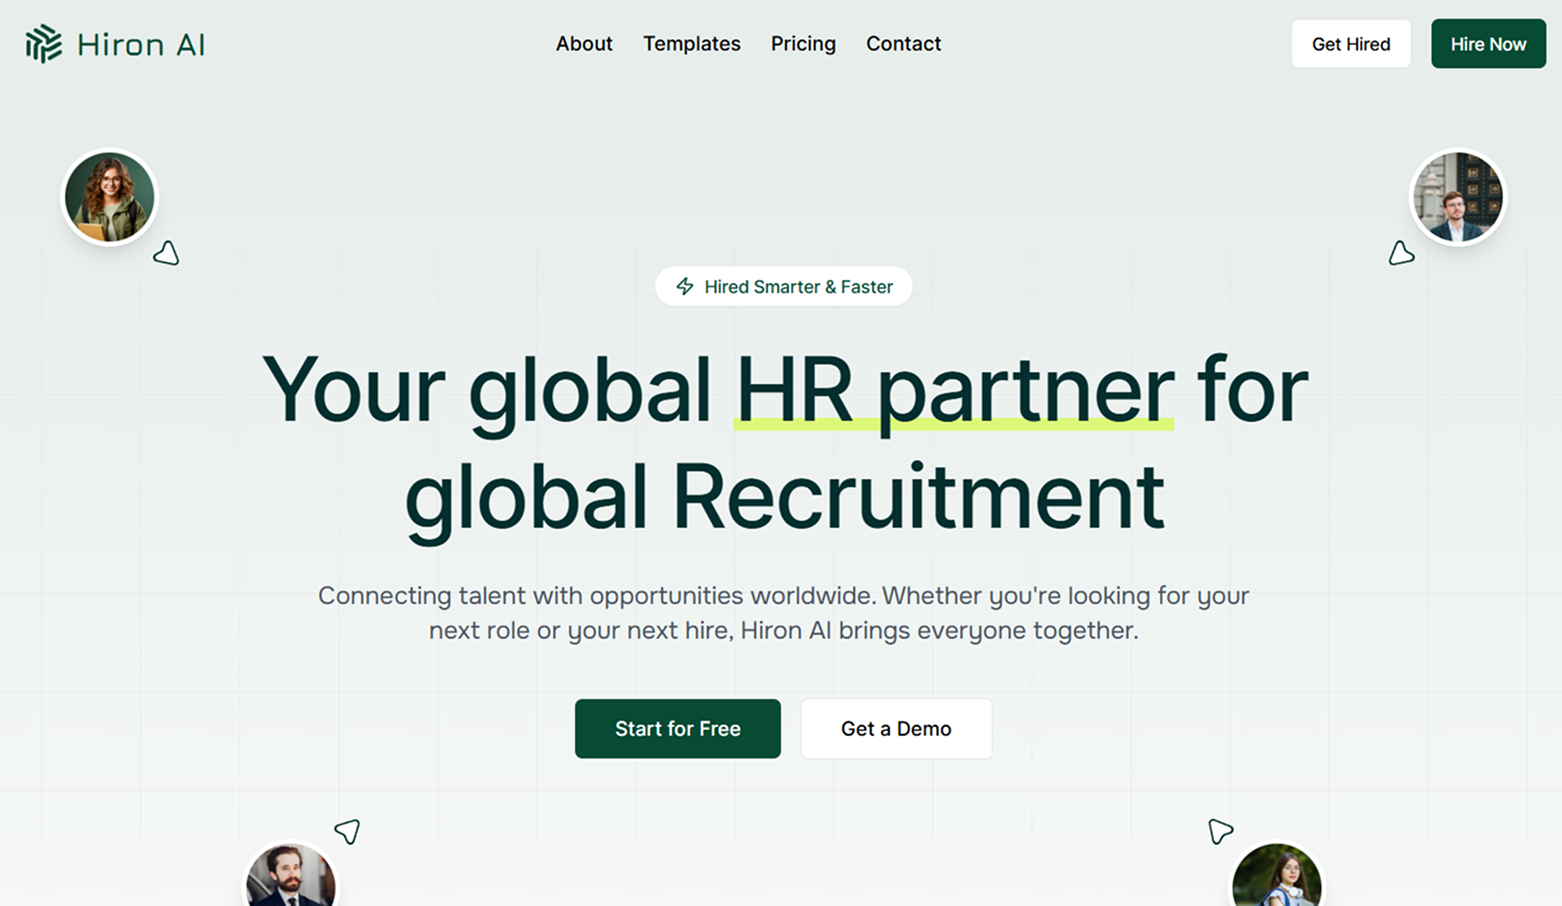 Hiron AI
About Templates Pricing Contact
Get Hired Hire Now
Hired Smarter & Faster
Your global HR partner for
global Recruitment
Connecting talent with opportunities worldwide. Whether you're looking for your
next role or your next hire, Hiron AI brings everyone together.
Start for Free Get a Demo